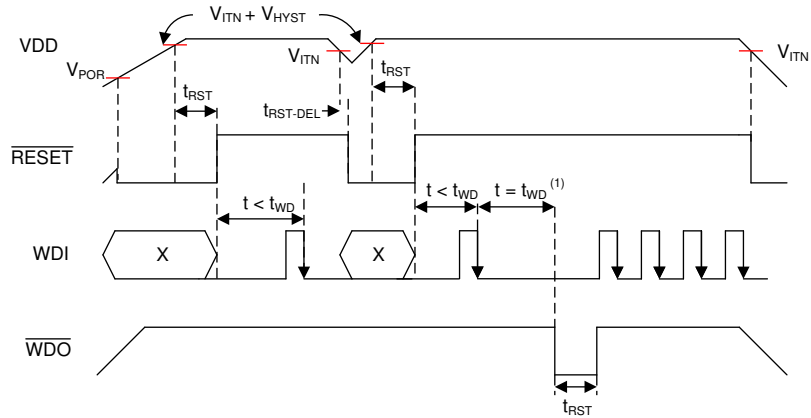 V_ITN + V_HYST
VDD
V_POR
V_ITN
V_ITN
t_RST
t_RST
t_RST-DEL
RESET
t < t_WD
t < t_WD
t = t_WD (1)
WDI
X
X
WDO
t_RST